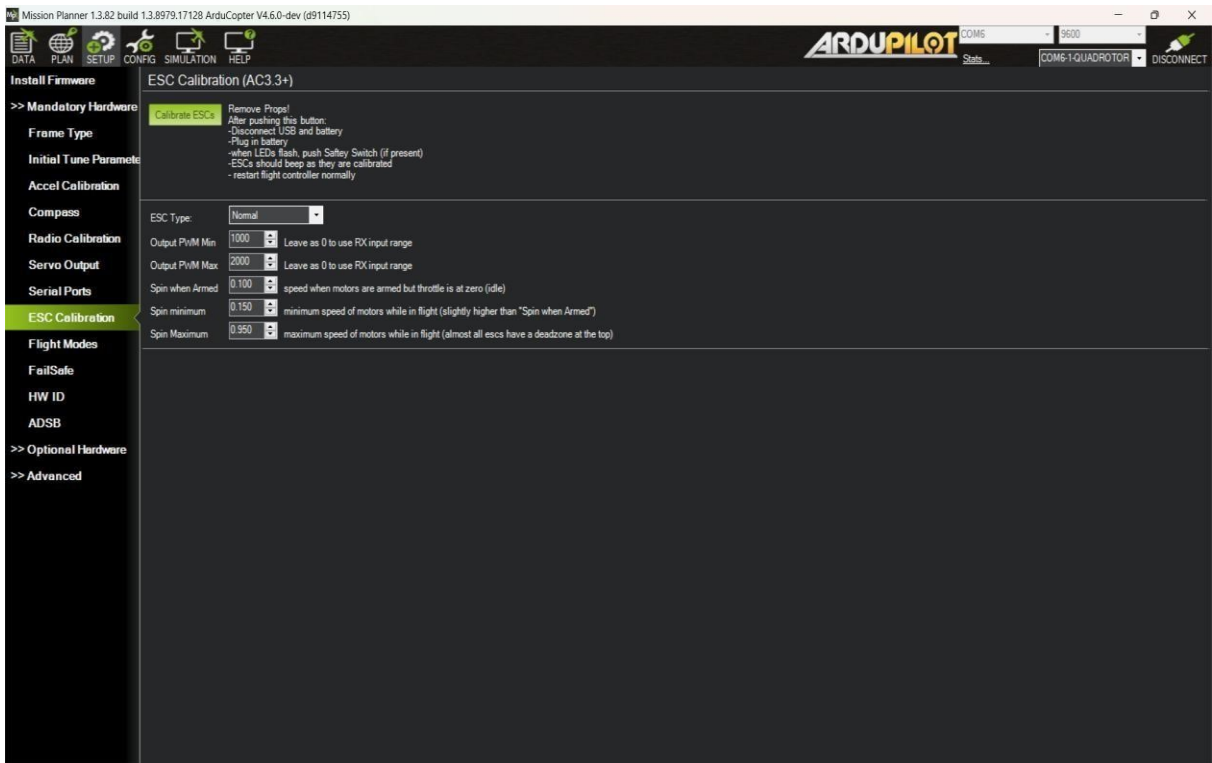 Mission Planner 1.3.82 build 1.3.8979.17128 ArduCopter V4.6.0-dev (d9114755)
DATA PLAN SETUP CONFIG SIMULATION HELP
ARDUPILOT
COM6 9600
Stats... COM6-1-QUADROTOR DISCONNECT
Install Firmware
>> Mandatory Hardware
Frame Type
Initial Tune Paramete
Accel Calibration
Compass
Radio Calibration
Servo Output
Serial Ports
ESC Calibration
Flight Modes
FailSafe
HW ID
ADSB
>> Optional Hardware
>> Advanced
ESC Calibration (AC3.3+)
Calibrate ESCs
Remove Props!
After pushing this button:
-Disconnect USB and battery
-Plug in battery
-when LEDs flash, push Saftey Switch (if present)
-ESCs should beep as they are calibrated
- restart flight controller normally
ESC Type: Normal
Output PWM Min 1000 Leave as 0 to use RX input range
Output PWM Max 2000 Leave as 0 to use RX input range
Spin when Armed 0.100 speed when motors are armed but throttle is at zero (idle)
Spin minimum 0.150 minimum speed of motors while in flight (slightly higher than "Spin when Armed")
Spin Maximum 0.950 maximum speed of motors while in flight (almost all escs have a deadzone at the top)